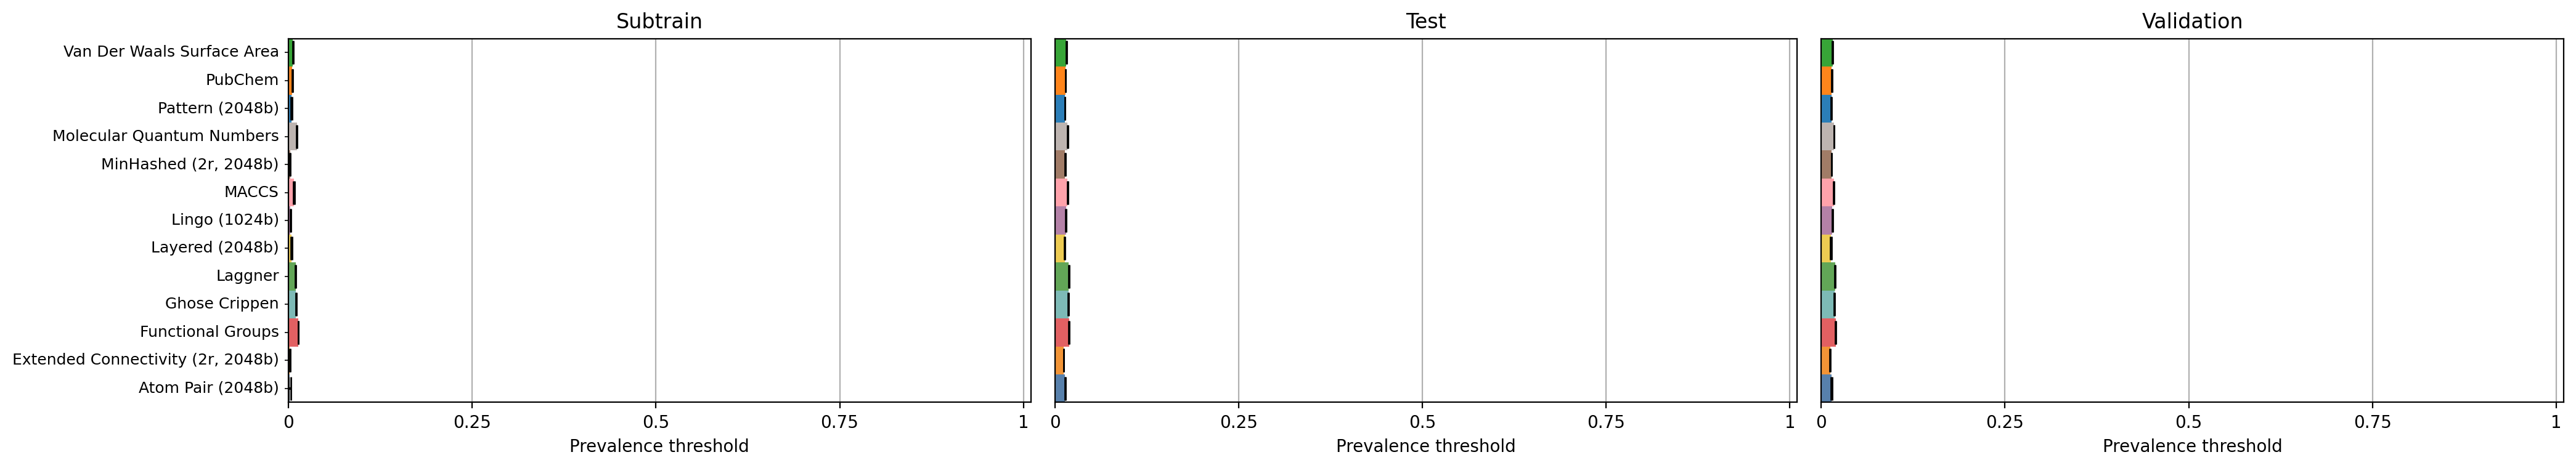 Subtrain
Test
Validation
Van Der Waals Surface Area
PubChem
Pattern (2048b)
Molecular Quantum Numbers
MinHashed (2r, 2048b)
MACCS
Lingo (1024b)
Layered (2048b)
Laggner
Ghose Crippen
Functional Groups
Extended Connectivity (2r, 2048b)
Atom Pair (2048b)
0 0.25 0.5 0.75 1
0 0.25 0.5 0.75 1
0 0.25 0.5 0.75 1
Prevalence threshold
Prevalence threshold
Prevalence threshold